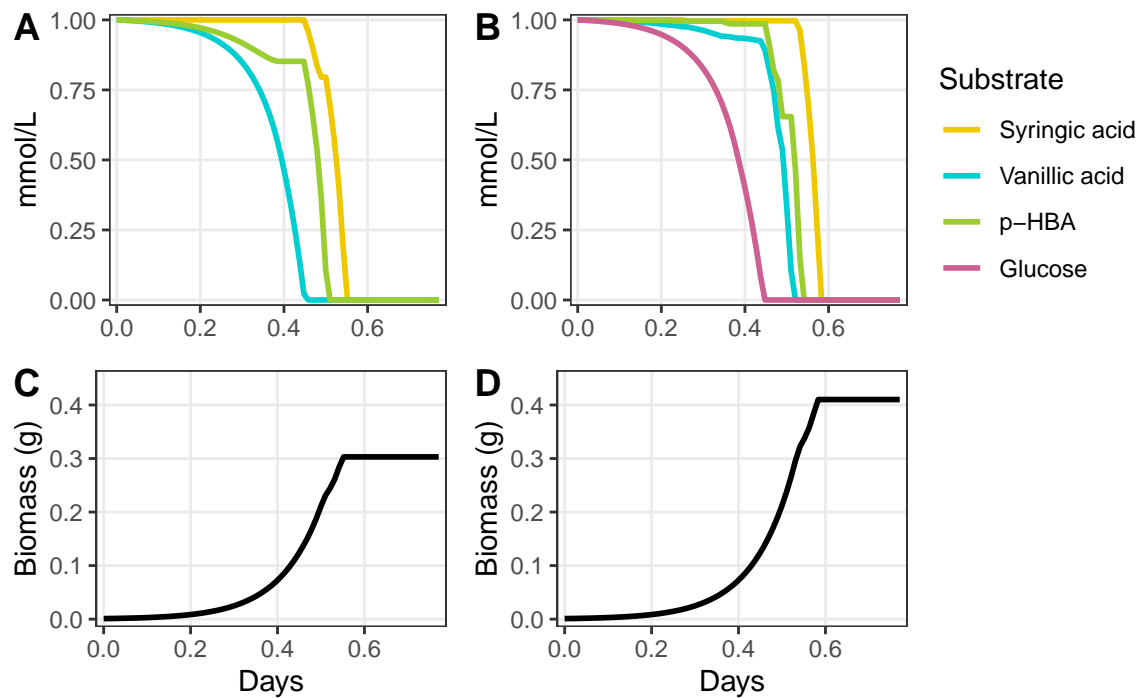 A
mmol/L
1.00
0.75
0.50
0.25
0.00
0.0 0.2 0.4 0.6
B
mmol/L
1.00
0.75
0.50
0.25
0.00
0.0 0.2 0.4 0.6
Substrate
Syringic acid
Vanillic acid
p−HBA
Glucose
C
Biomass (g)
0.4
0.3
0.2
0.1
0.0
0.0 0.2 0.4 0.6
Days
D
Biomass (g)
0.4
0.3
0.2
0.1
0.0
0.0 0.2 0.4 0.6
Days